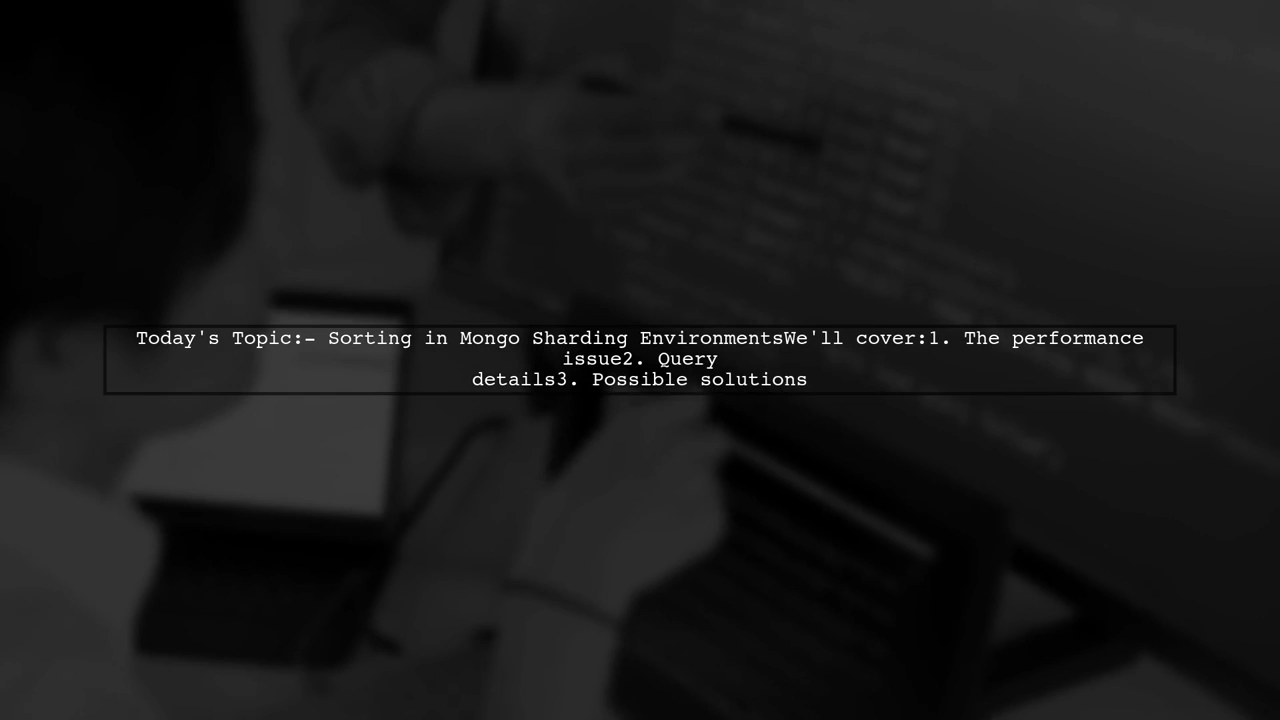 Today's Topic:- Sorting in Mongo Sharding EnvironmentsWe'll cover:1. The performance
issue2. Query
details3. Possible solutions